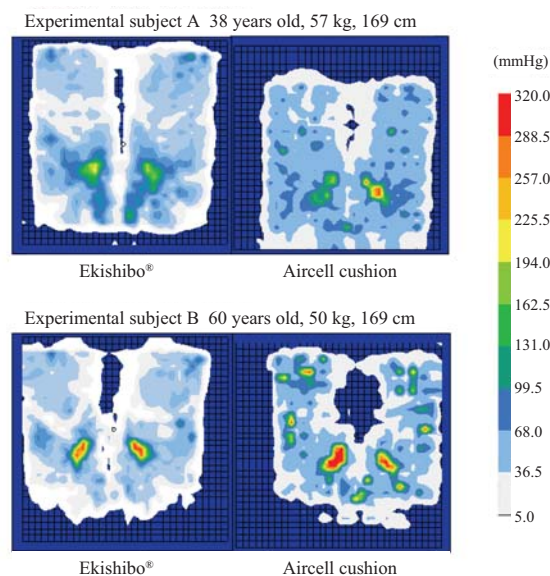 Experimental subject A 38 years old, 57 kg, 169 cm
Ekishibo® Aircell cushion
Experimental subject B 60 years old, 50 kg, 169 cm
Ekishibo® Aircell cushion
(mmHg)
320.0
288.5
257.0
225.5
194.0
162.5
131.0
99.5
68.0
36.5
5.0